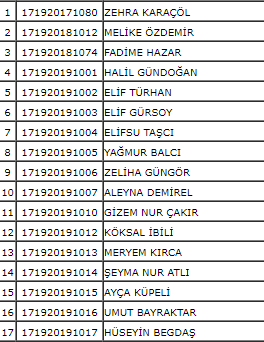 1 171920171080 ZEHRA KARAÇÖL
2 171920181012 MELİKE ÖZDEMİR
3 171920181074 FADİME HAZAR
4 171920191001 HALİL GÜNDOĞAN
5 171920191002 ELİF TÜRHAN
6 171920191003 ELİF GÜRSOY
7 171920191004 ELİFSU TAŞCI
8 171920191005 YAĞMUR BALCI
9 171920191006 ZELİHA GÜNGÖR
10 171920191007 ALEYNA DEMİREL
11 171920191010 GİZEM NUR ÇAKIR
12 171920191012 KÖKSAL İBİLİ
13 171920191013 MERYEM KIRCA
14 171920191014 ŞEYMA NUR ATLI
15 171920191015 AYÇA KÜPELİ
16 171920191016 UMUT BAYRAKTAR
17 171920191017 HÜSEYİN BEGDAŞ